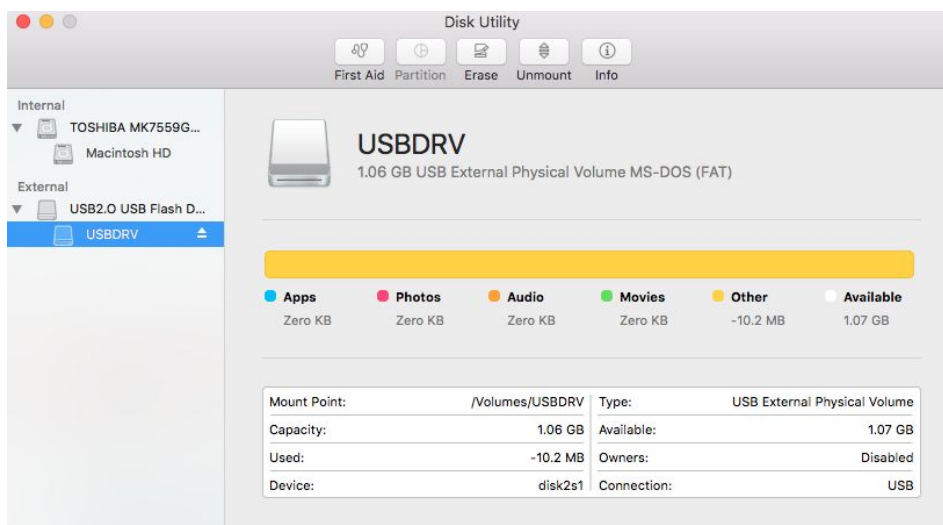 Disk Utility
First Aid Partition Erase Unmount Info
Internal
TOSHIBA MK7559G...
Macintosh HD
External
USB2.0 USB Flash D...
USBDRV
USBDRV
1.06 GB USB External Physical Volume MS-DOS (FAT)
Apps Photos Audio Movies Other Available
Zero KB Zero KB Zero KB Zero KB -10.2 MB 1.07 GB
Mount Point: /Volumes/USBDRV Type: USB External Physical Volume
Capacity: 1.06 GB Available: 1.07 GB
Used: -10.2 MB Owners: Disabled
Device: disk2s1 Connection: USB